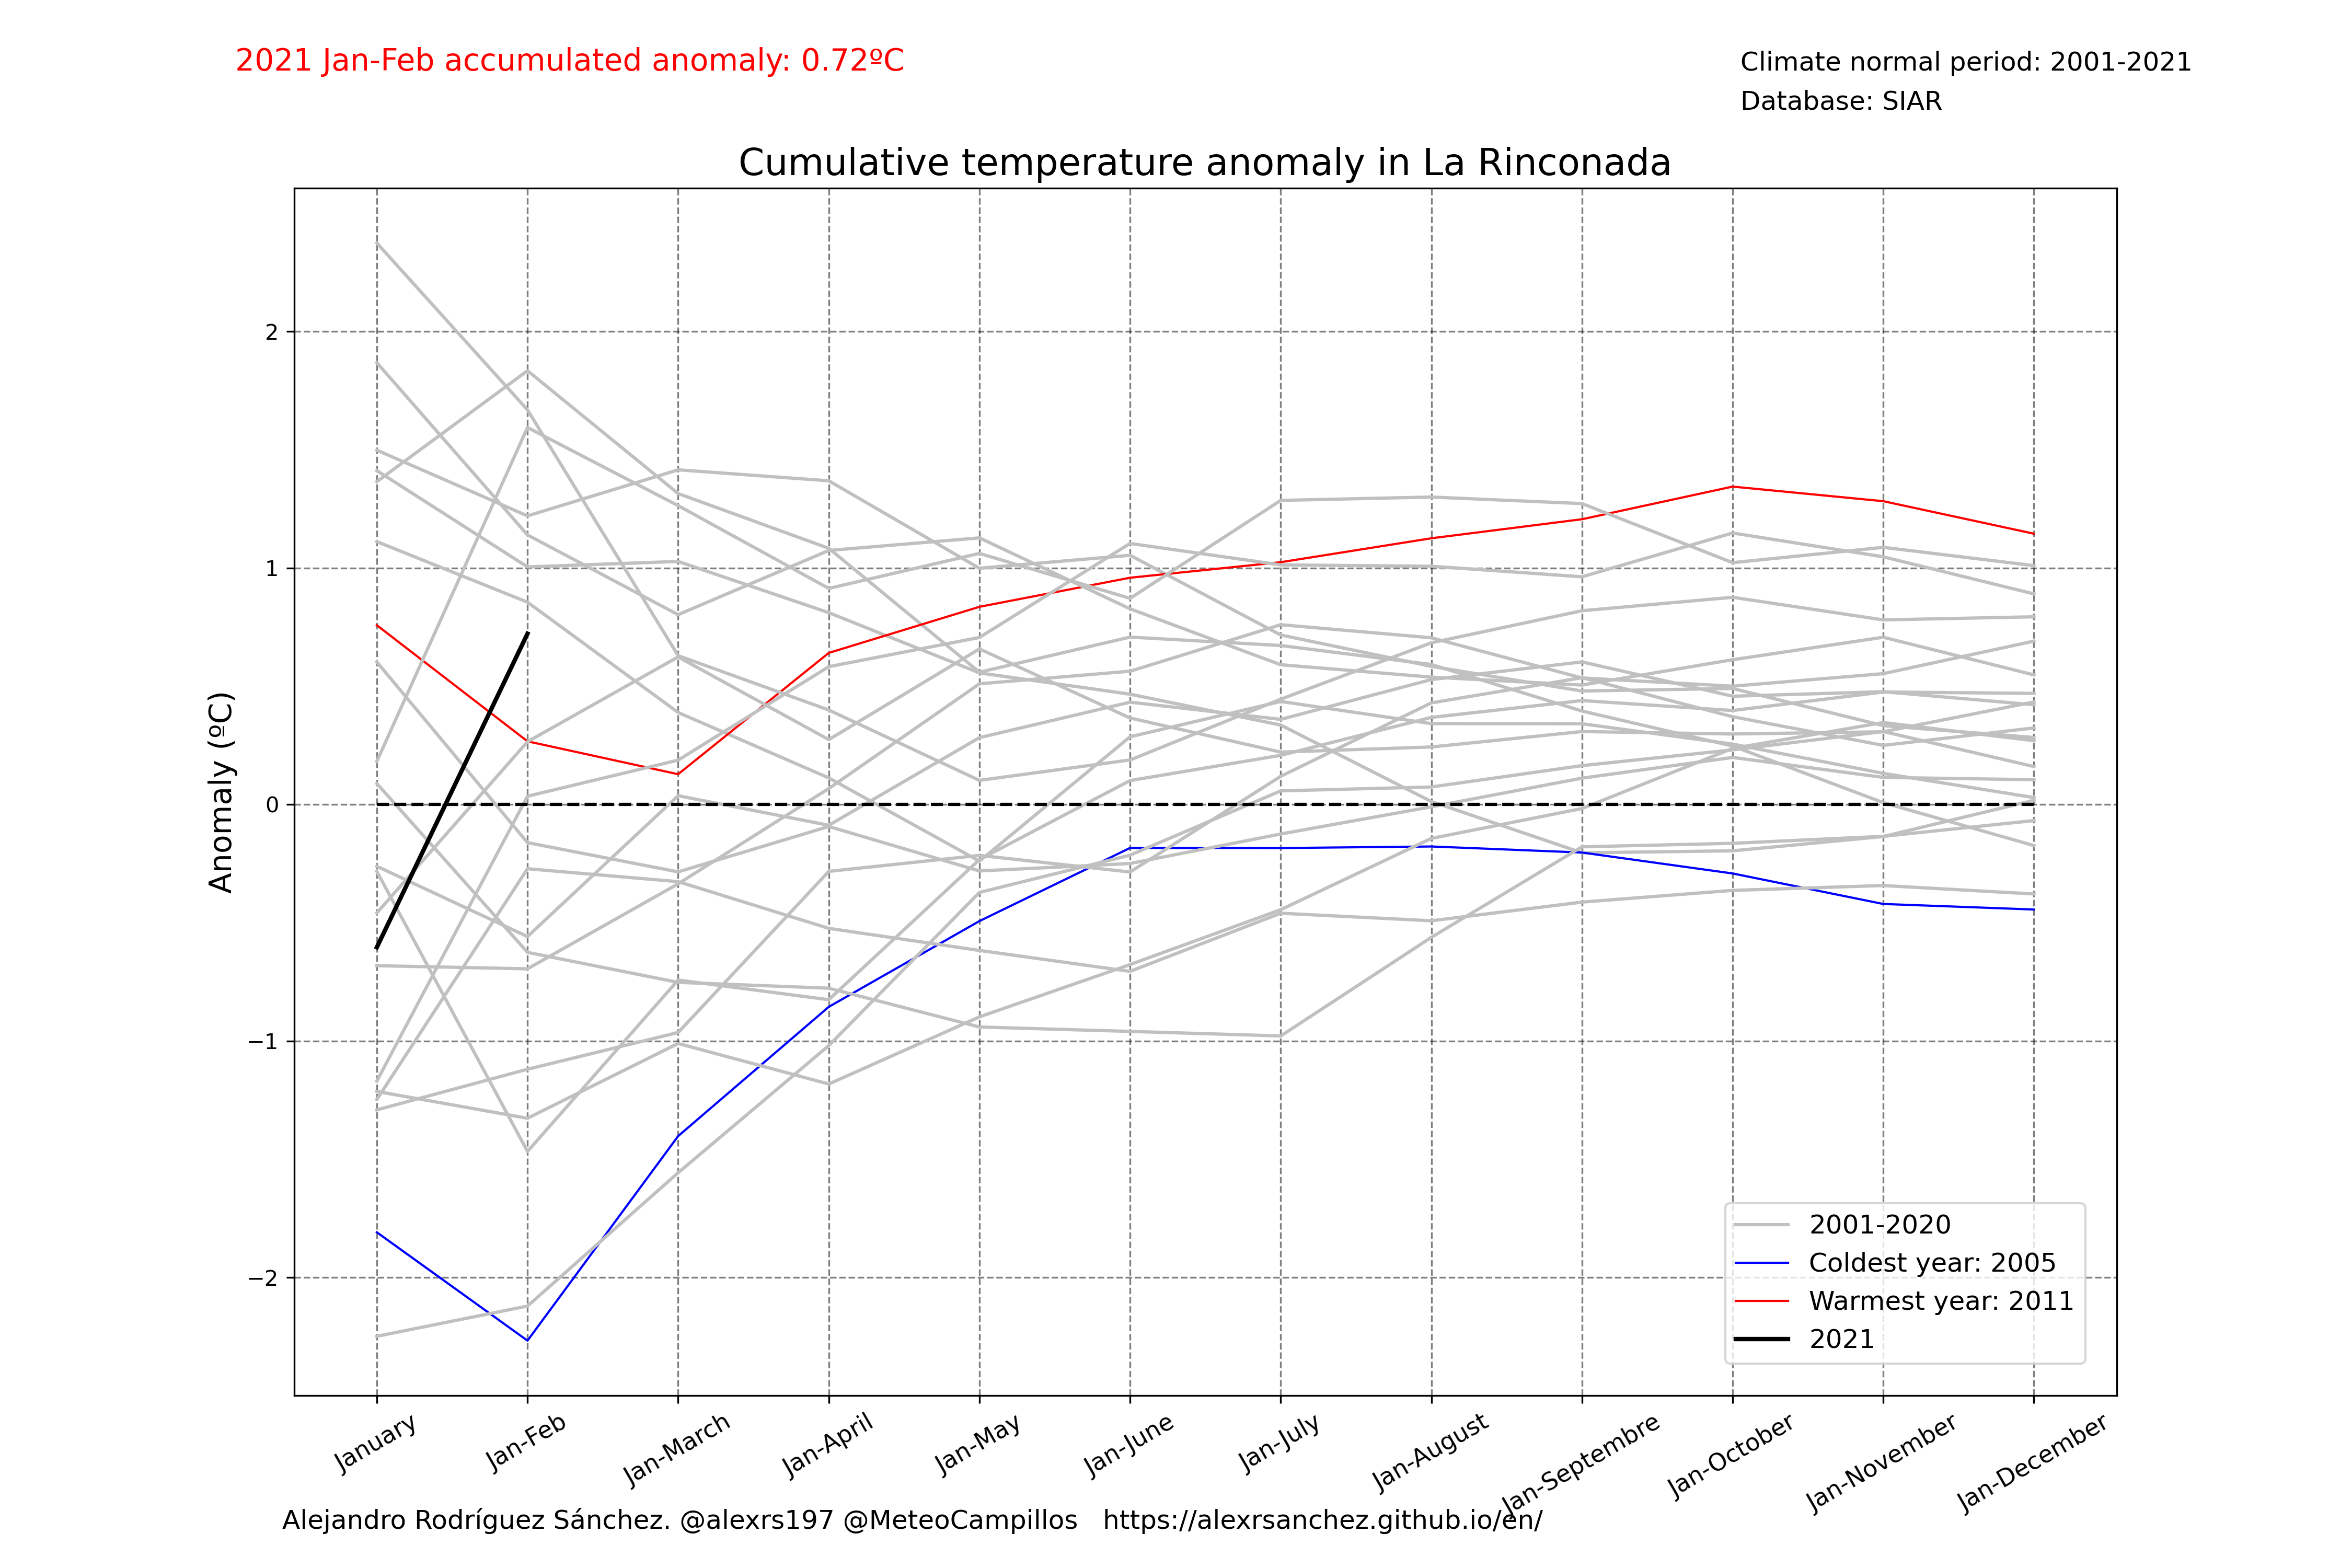 2021 Jan-Feb accumulated anomaly: 0.72ºC
Climate normal period: 2001-2021
Database: SIAR
Cumulative temperature anomaly in La Rinconada
Anomaly (ºC)
2
1
0
−1
−2
2001-2020
Coldest year: 2005
Warmest year: 2011
2021
January
Jan-Feb
Jan-March
Jan-April
Jan-May
Jan-June
Jan-July
Jan-August
Jan-Septembre
Jan-October
Jan-November
Jan-December
Alejandro Rodríguez Sánchez. @alexrs197 @MeteoCampillos   https://alexrsanchez.github.io/en/